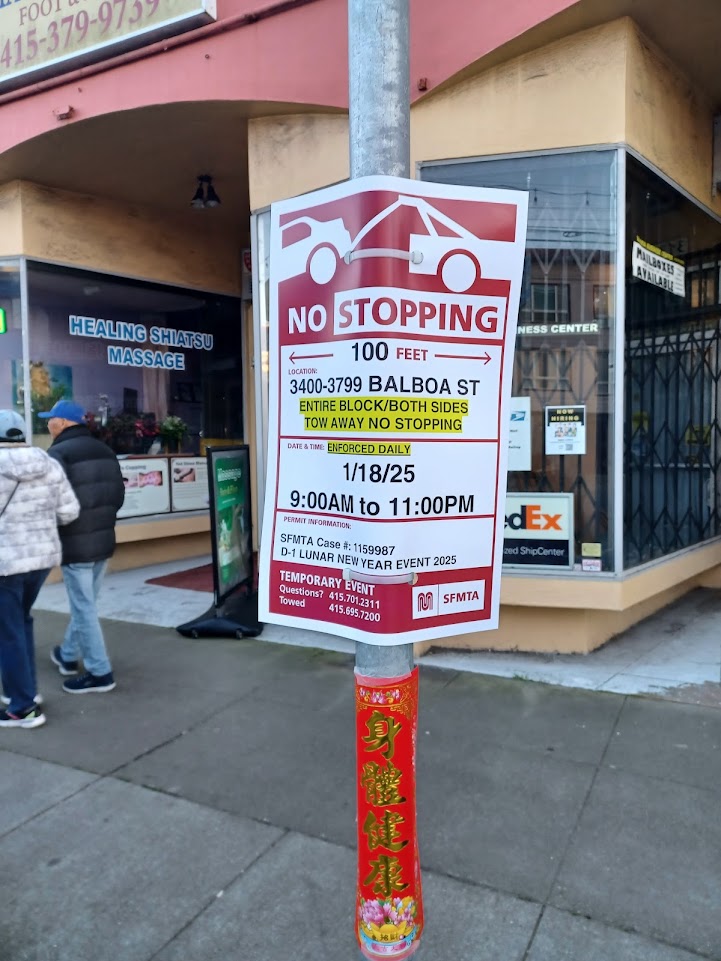 FOOT &
415-379-9739
HEALING SHIATSU
MASSAGE
NO STOPPING
100 FEET
LOCATION:
3400-3799 BALBOA ST
ENTIRE BLOCK/BOTH SIDES
TOW AWAY NO STOPPING
DATE & TIME: ENFORCED DAILY
1/18/25
9:00AM to 11:00PM
PERMIT INFORMATION:
SFMTA Case #: 1159987
D-1 LUNAR NEW YEAR EVENT 2025
TEMPORARY EVENT
Questions? 415.701.2311
Towed 415.695.7200
SFMTA
身體健康
MAILBOXES
AVAILABLE
NESS CENTER
NOW
HIRING
dEx
zed ShipCenter